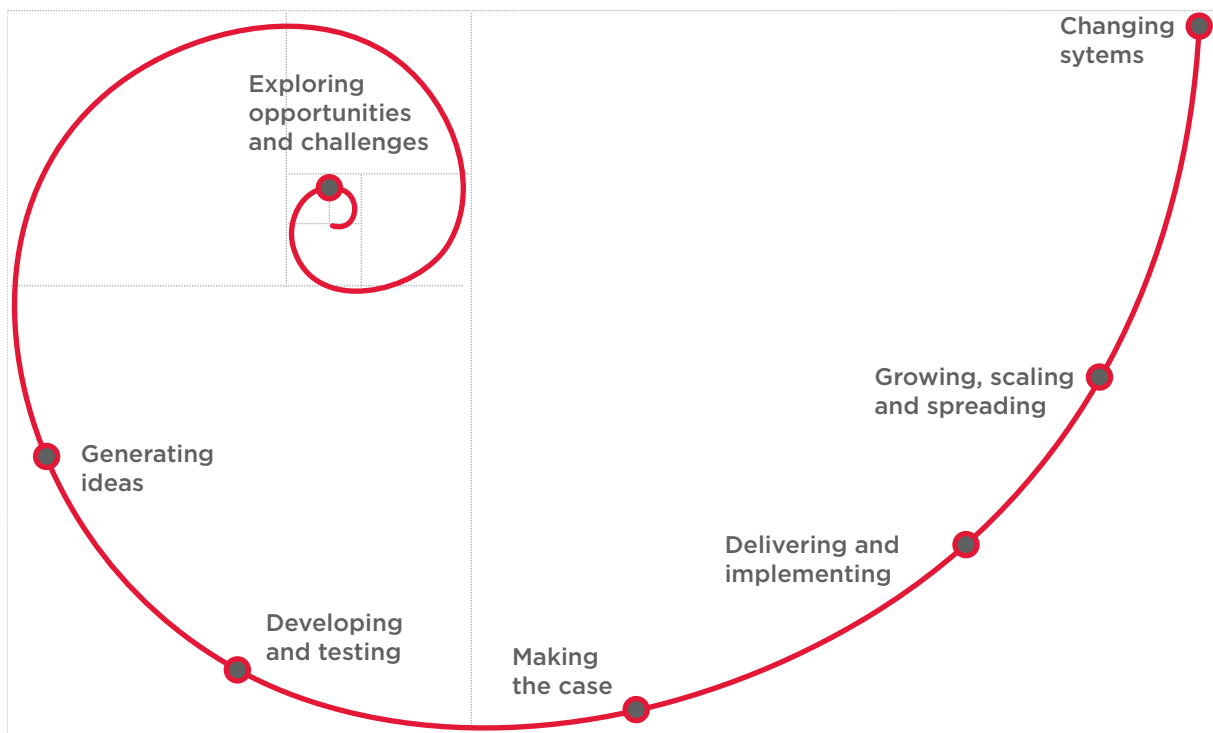 Exploring
opportunities
and challenges
Generating
ideas
Developing
and testing
Making
the case
Delivering and
implementing
Growing, scaling
and spreading
Changing
sytems